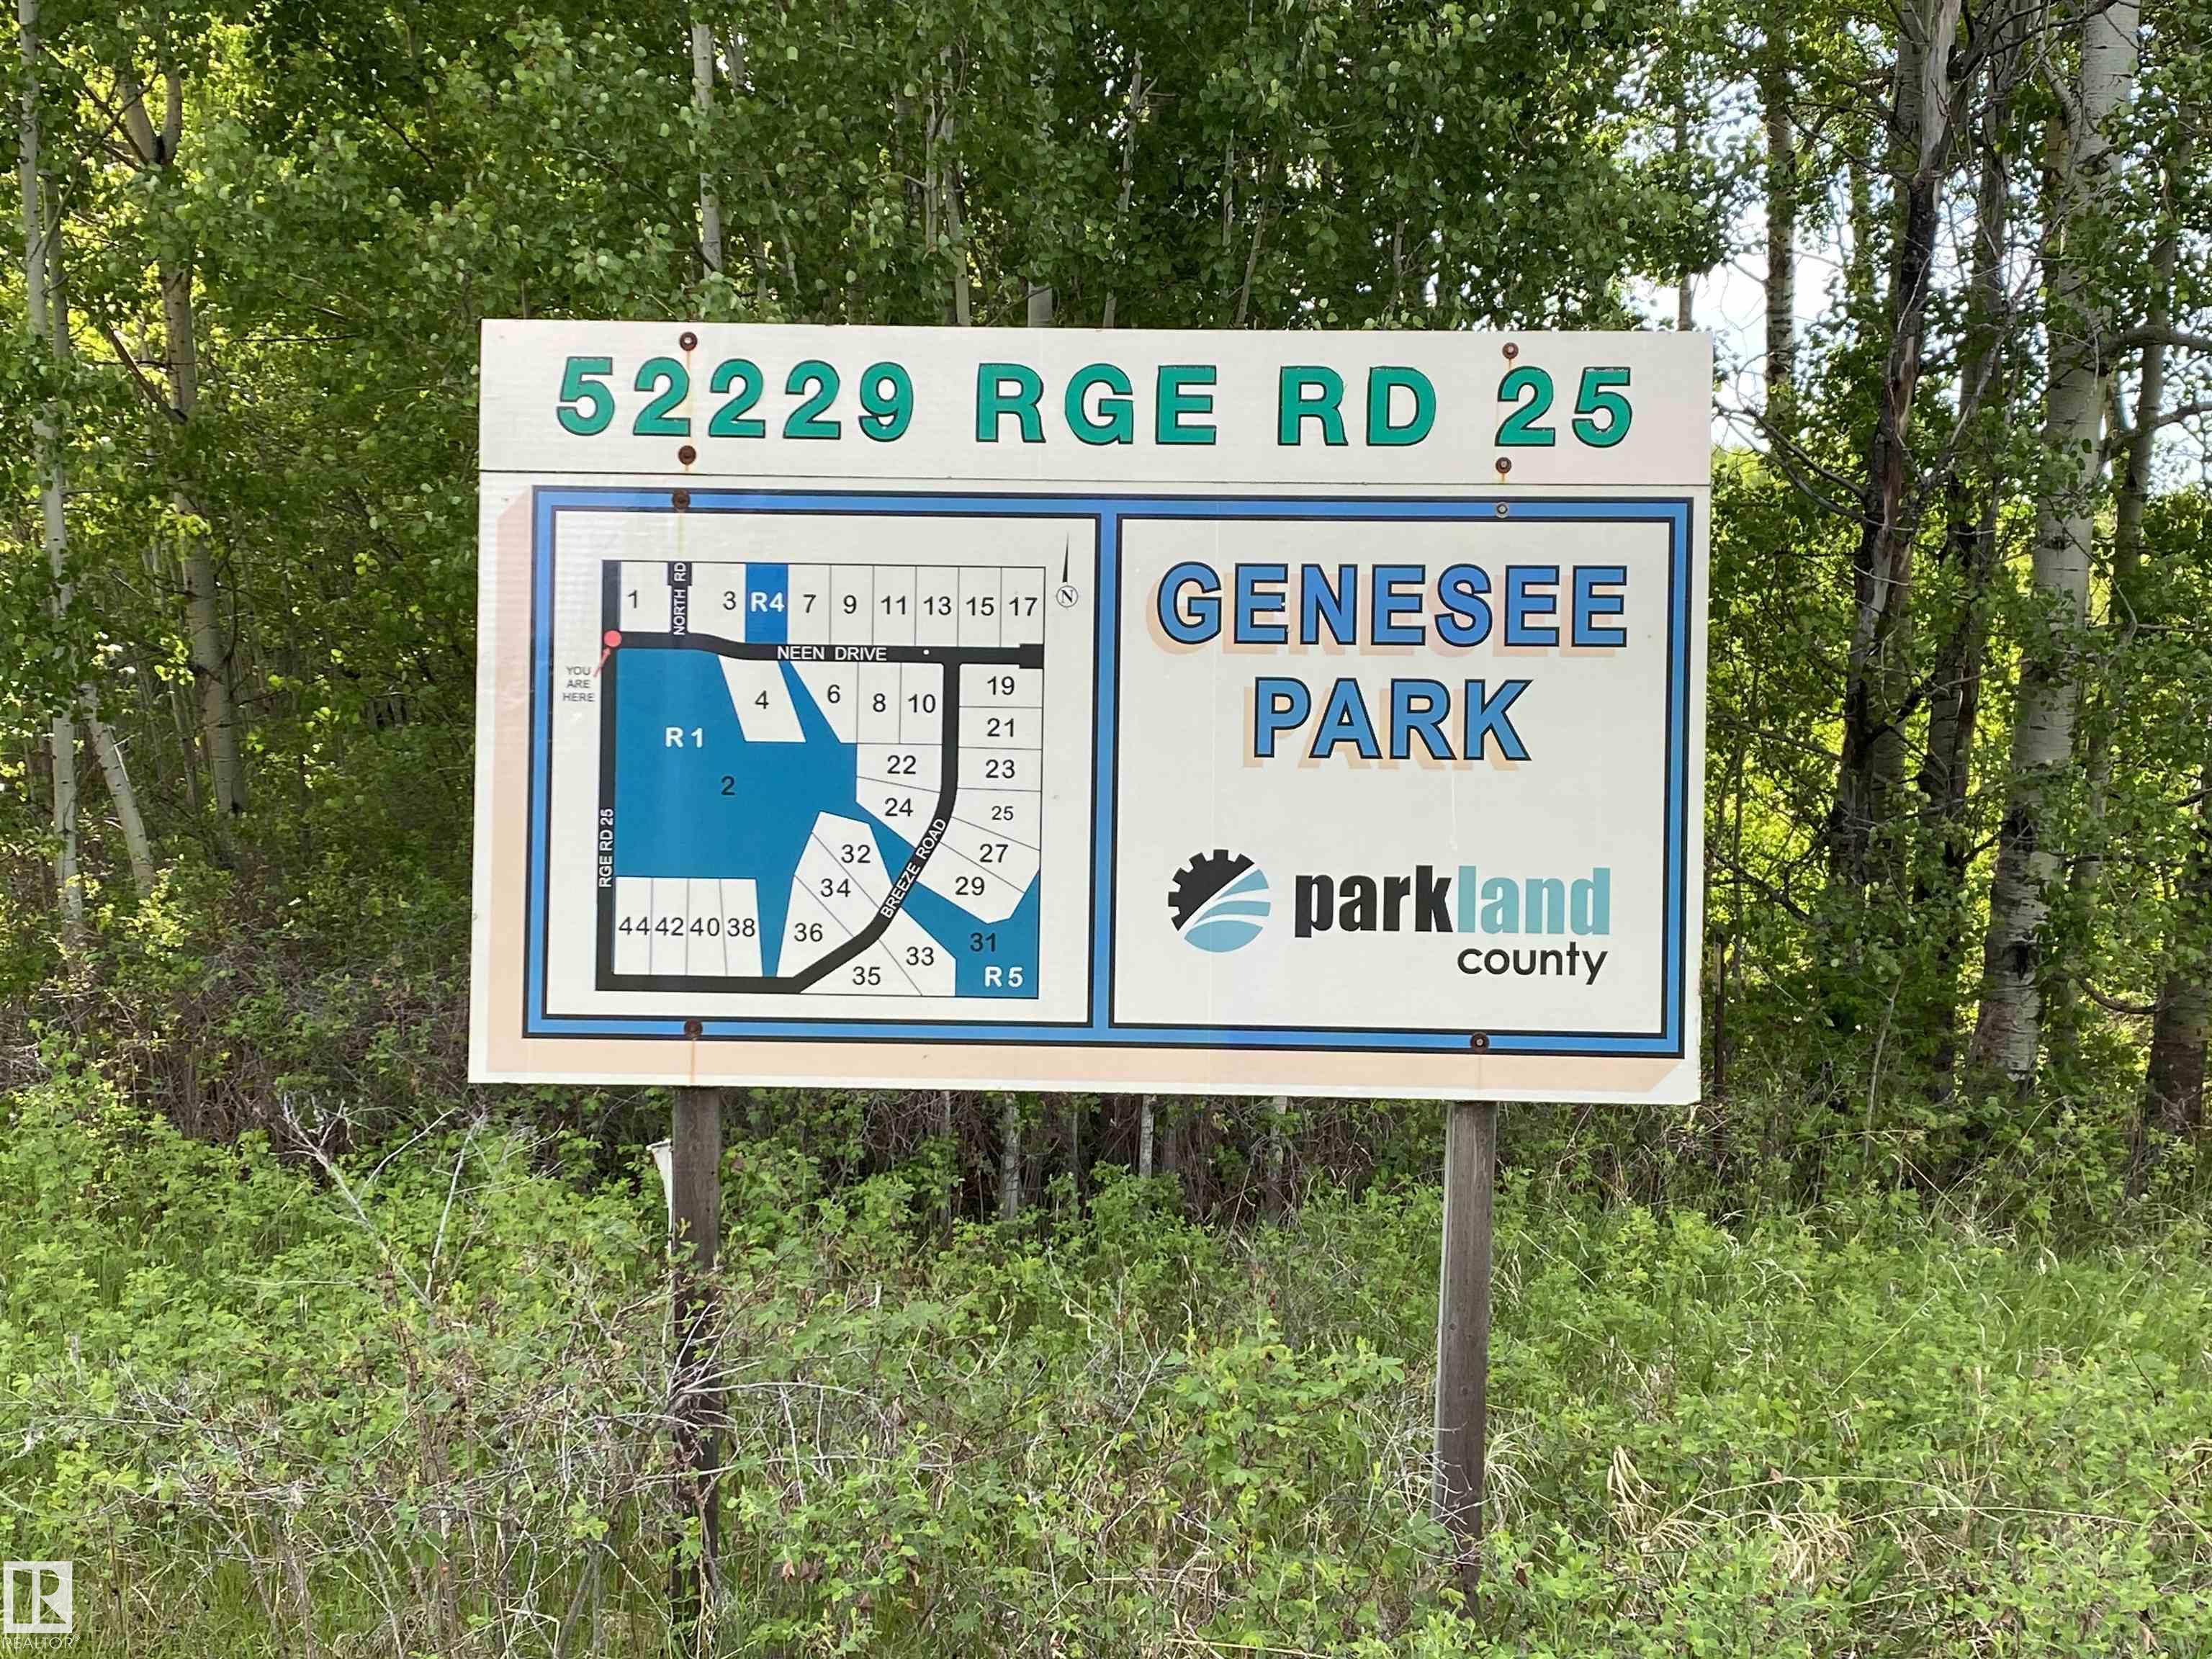 52229 RGE RD 25
GENESEE
PARK
parkland
county
N
NORTH RD
1 3 R4 7 9 11 13 15 17
NEEN DRIVE
YOU
ARE
HERE
4 6 8 10 19
R 1 21
2 22 23
24 25
RGE RD 25
BREEZE ROAD
32 27
34 29
44 42 40 38 36 33 31
35 R 5
R
REALTOR